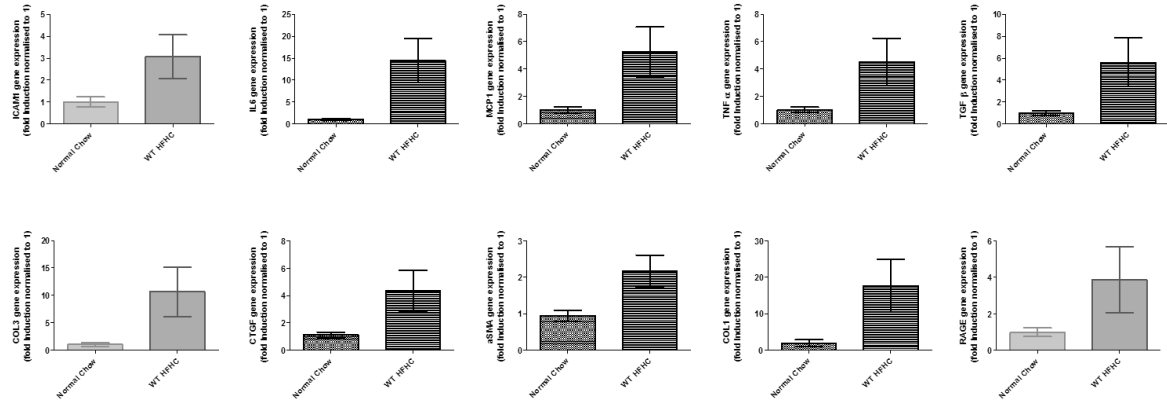 ICAM1 gene expression
(fold Induction normalised to 1)
5
4
3
2
1
0
Normal Chow
WT HFHC
IL6 gene expression
(fold Induction normalised to 1)
25
20
15
10
5
0
Normal Chow
WT HFHC
MCP1 gene expression
(fold Induction normalised to 1)
8
6
4
2
0
Normal Chow
WT HFHC
TNF α gene expression
(fold Induction normalised to 1)
8
6
4
2
0
Normal Chow
WT HFHC
TGF β gene expression
(fold Induction normalised to 1)
10
8
6
4
2
0
Normal Chow
WT HFHC
COL3 gene expression
(fold Induction normalised to 1)
20
15
10
5
0
Normal Chow
WT HFHC
CTGF gene expression
(fold Induction normalised to 1)
8
6
4
2
0
Normal Chow
WT HFHC
aSMA gene expression
(fold Induction normalised to 1)
3
2
1
0
Normal Chow
WT HFHC
COL1 gene expression
(fold Induction normalised to 1)
30
20
10
0
Normal Chow
WT HFHC
RAGE gene expression
(fold Induction normalised to 1)
6
4
2
0
Normal Chow
WT HFHC